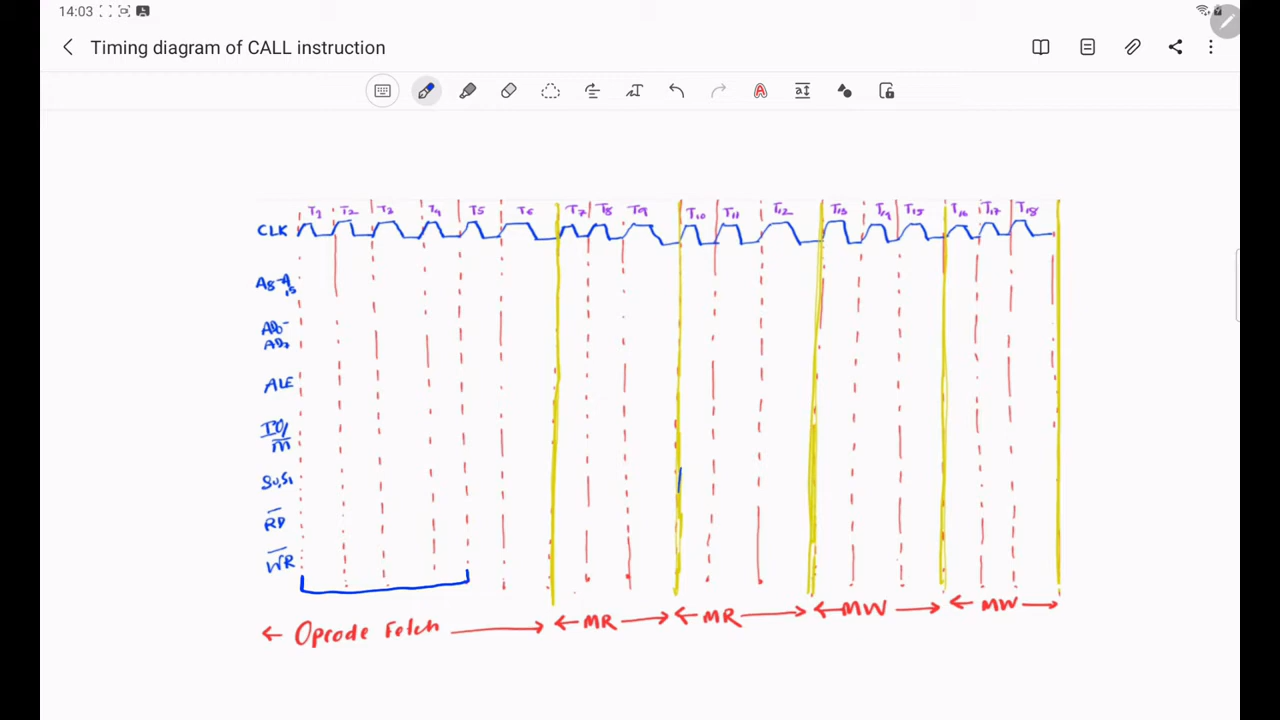 14:03
Timing diagram of CALL instruction
T1 T2 T3 T4 T5 T6 T7 T8 T9 T10 T11 T12 T13 T14 T15 T16 T17 T18
CLK
A8-A15
AD0-
AD7
ALE
IO/
M̅
S0,S1
R̅D̅
W̅R̅
← Opcode Fetch → ← MR → ← MR → ← MW → ← MW →